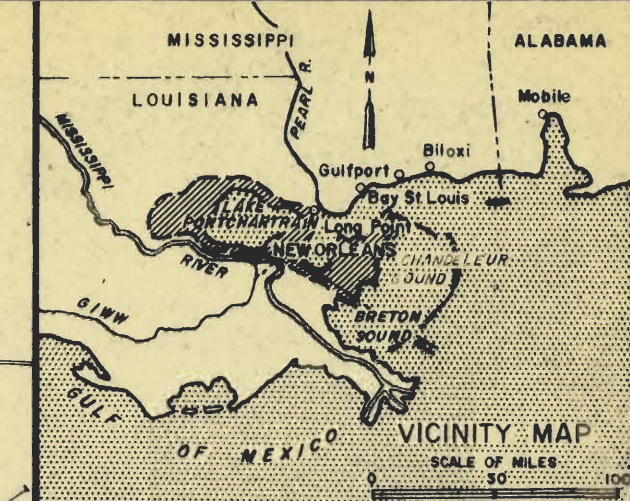 MISSISSIPPI
ALABAMA
LOUISIANA
PEARL R.
N
Mobile
MISSISSIPPI
Biloxi
Gulfport
Bay St. Louis
LAKE
PONTCHARTRAIN
Long Point
NEW ORLEANS
CHANDELEUR
SOUND
RIVER
GIWW
BRETON
SOUND
GULF
OF MEXICO
VICINITY MAP
SCALE OF MILES
0 50 100